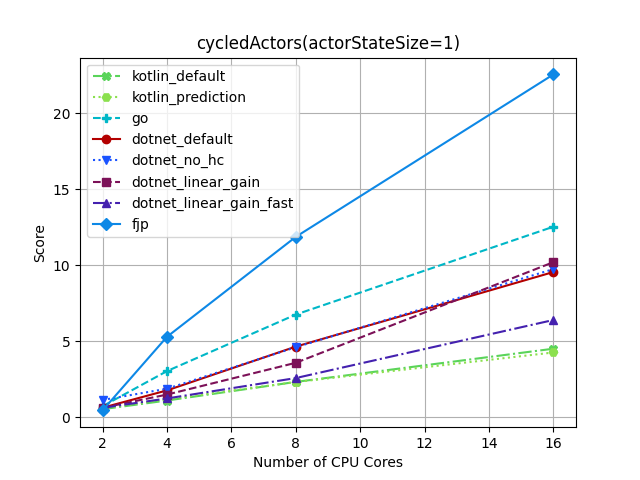 cycledActors(actorStateSize=1)
kotlin_default
kotlin_prediction
go
dotnet_default
dotnet_no_hc
dotnet_linear_gain
dotnet_linear_gain_fast
fjp
Score
20
15
10
5
0
2 4 6 8 10 12 14 16
Number of CPU Cores